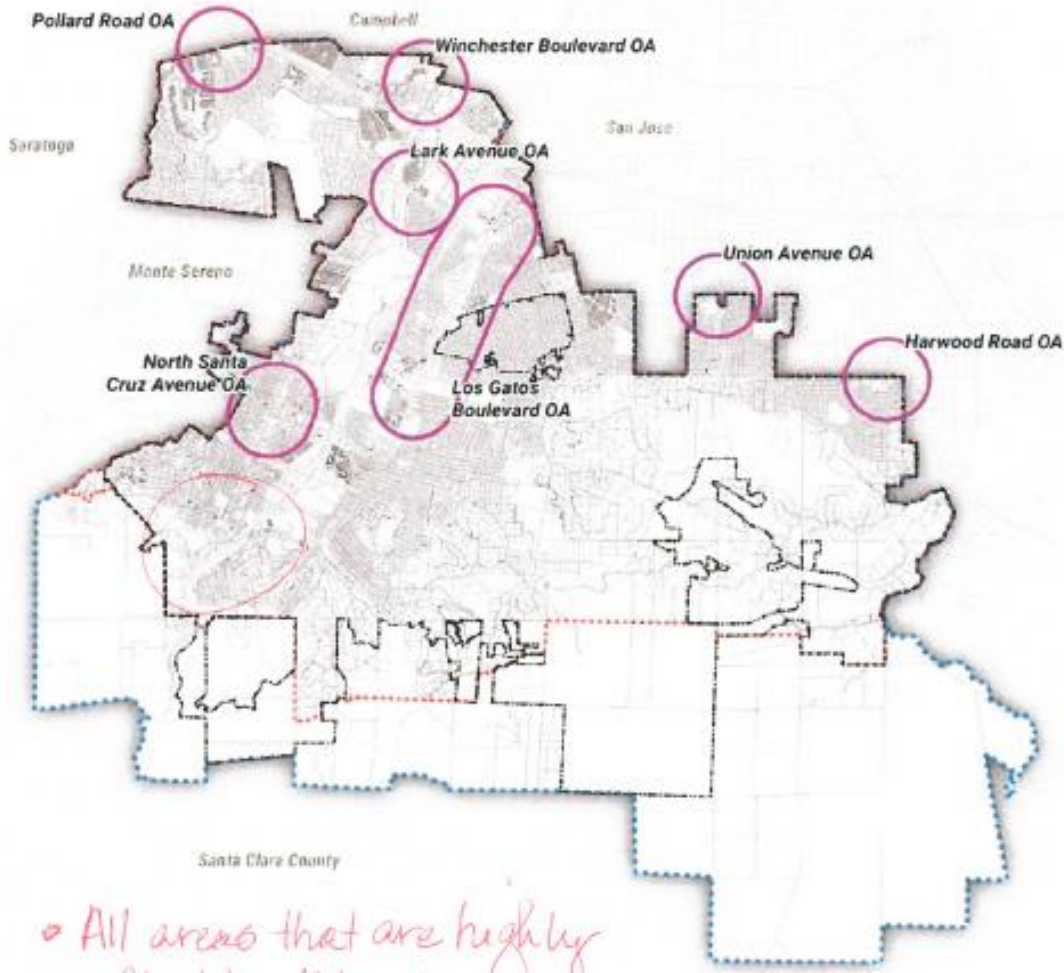 Pollard Road OA
Campbell
Winchester Boulevard OA
Saratoga
San Jose
Lark Avenue OA
Union Avenue OA
Monte Sereno
Harwood Road OA
North Santa
Cruz Avenue OA
Los Gatos
Boulevard OA
Santa Clara County
• All areas that are highly